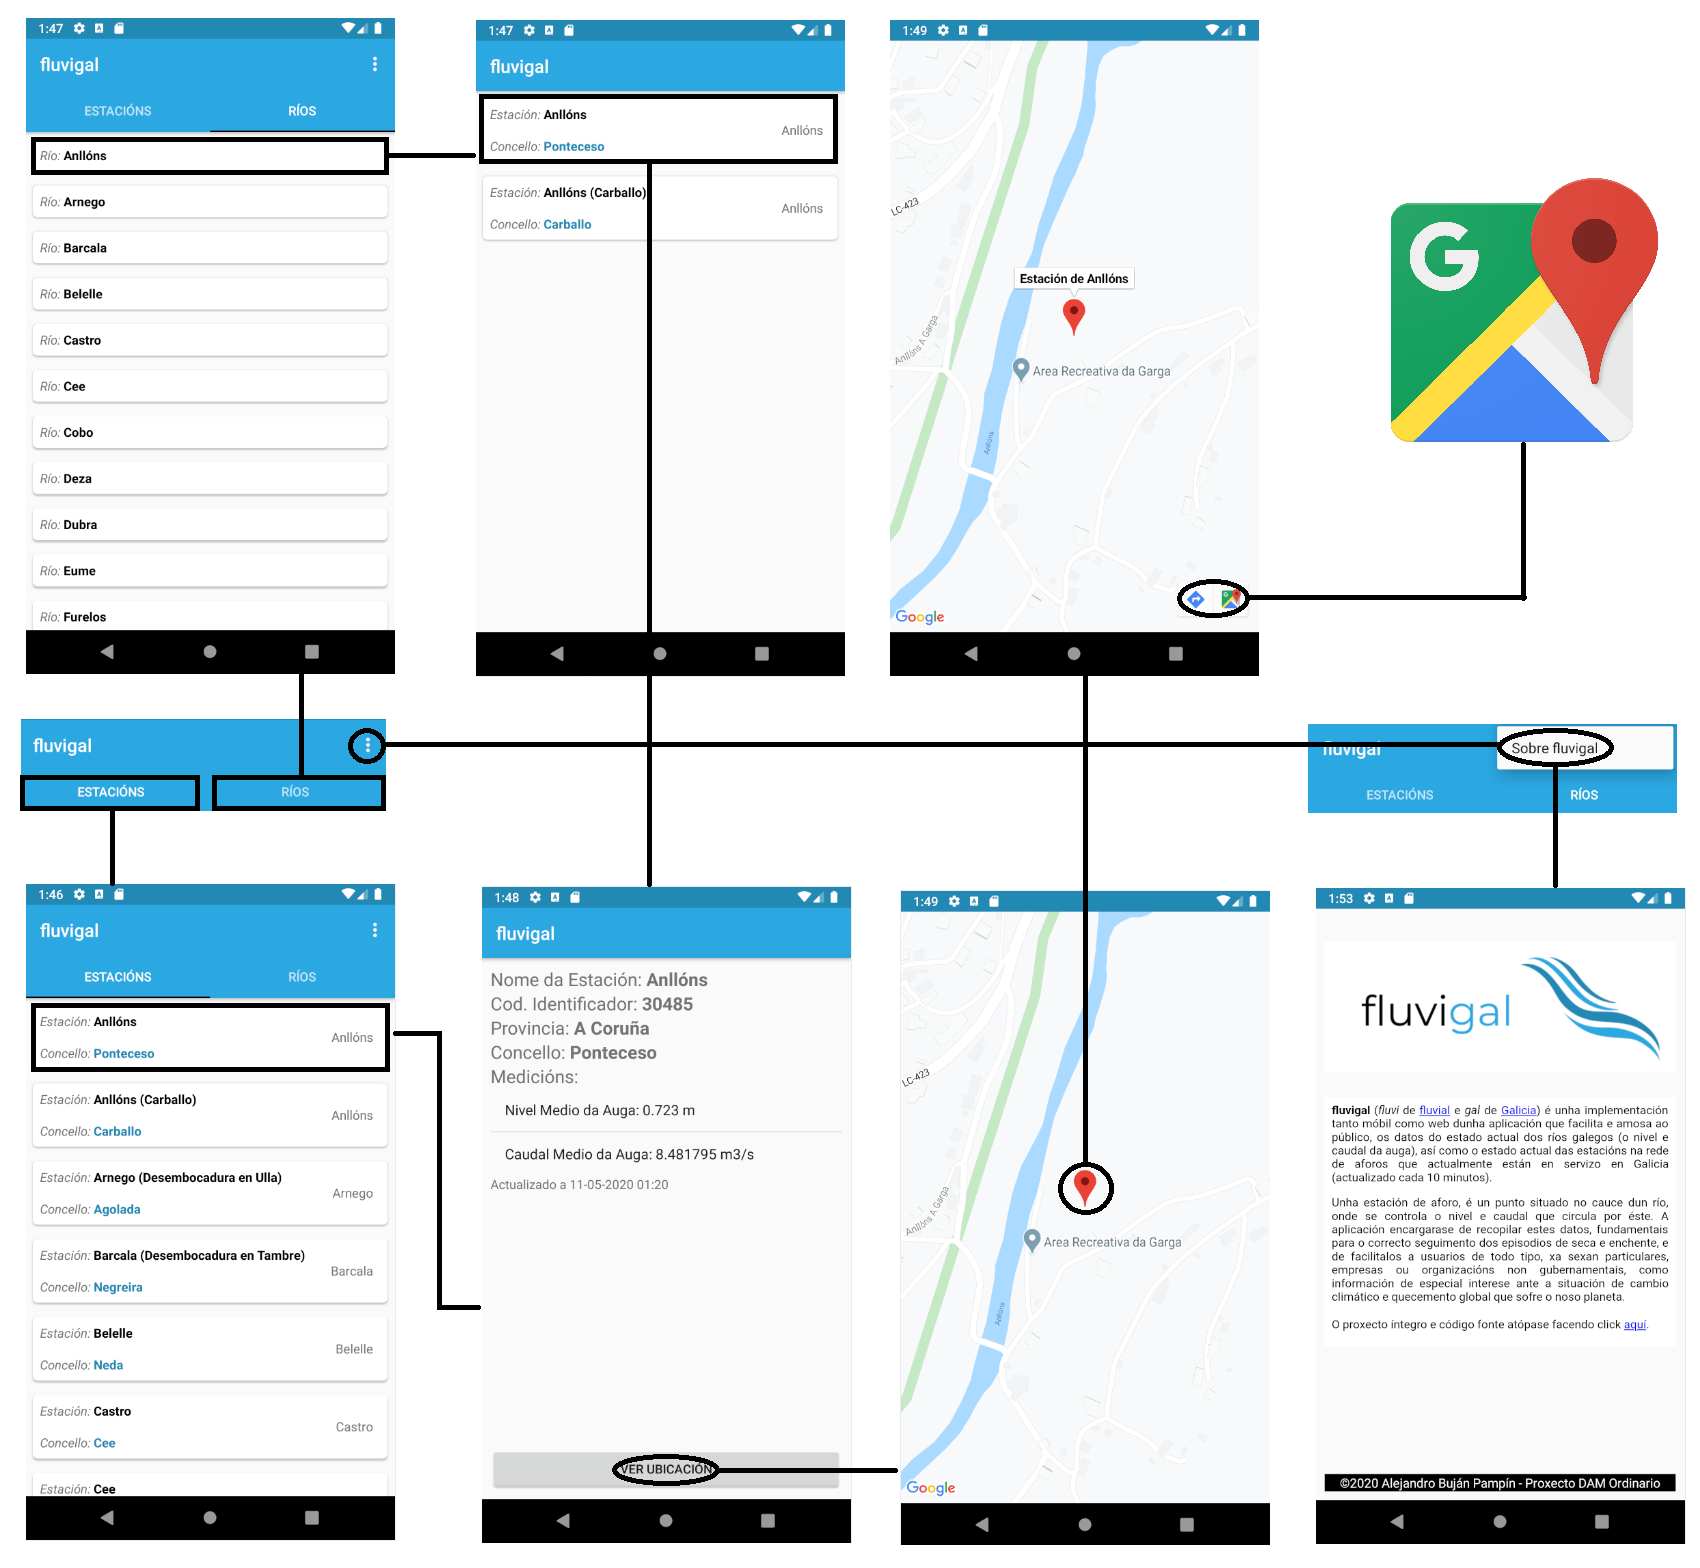 1:47
fluvigal
ESTACIÓNS
RÍOS
Río: Anllóns
Río: Arnego
Río: Barcala
Río: Belelle
Río: Castro
Río: Cee
Río: Cobo
Río: Deza
Río: Dubra
Río: Eume
Río: Furelos
1:47
fluvigal
Estación: Anllóns
Anllóns
Concello: Ponteceso
Estación: Anllóns (Carballo)
Anllóns
Concello: Carballo
1:49
LC-423
Estación de Anllóns
Anllóns A Garga
Area Recreativa da Garga
Anllóns
Google
G
fluvigal
ESTACIÓNS
RÍOS
fluvigal
Sobre fluvigal
ESTACIÓNS
RÍOS
1:46
fluvigal
ESTACIÓNS
RÍOS
Estación: Anllóns
Anllóns
Concello: Ponteceso
Estación: Anllóns (Carballo)
Anllóns
Concello: Carballo
Estación: Arnego (Desembocadura en Ulla)
Arnego
Concello: Agolada
Estación: Barcala (Desembocadura en Tambre)
Barcala
Concello: Negreira
Estación: Belelle
Belelle
Concello: Neda
Estación: Castro
Castro
Concello: Cee
Estación: Cee
1:48
fluvigal
Nome da Estación: Anllóns
Cod. Identificador: 30485
Provincia: A Coruña
Concello: Ponteceso
Medicións:
Nivel Medio da Auga: 0.723 m
Caudal Medio da Auga: 8.481795 m3/s
Actualizado a 11-05-2020 01:20
VER UBICACIÓN
1:49
LC-423
Anllóns A Garga
Area Recreativa da Garga
Anllóns
Google
1:53
fluvigal
fluvigal (fluvi de fluvial e gal de Galicia) é unha implementación
tanto móbil como web dunha aplicación que facilita e amosa ao
público, os datos do estado actual dos ríos galegos (o nivel e
caudal da auga), así como o estado actual das estacións na rede
de aforos que actualmente están en servizo en Galicia
(actualizado cada 10 minutos).
Unha estación de aforo, é un punto situado no cauce dun río,
onde se controla o nivel e caudal que circula por éste. A
aplicación encargarase de recopilar estes datos, fundamentais
para o correcto seguimento dos episodios de seca e enchente, e
de facilitalos a usuarios de todo tipo, xa sexan particulares,
empresas ou organizacións non gubernamentais, como
información de especial interese ante a situación de cambio
climático e quecemento global que sofre o noso planeta.
O proxecto íntegro e código fonte atópase facendo click aquí.
©2020 Alejandro Buján Pampín - Proxecto DAM Ordinario